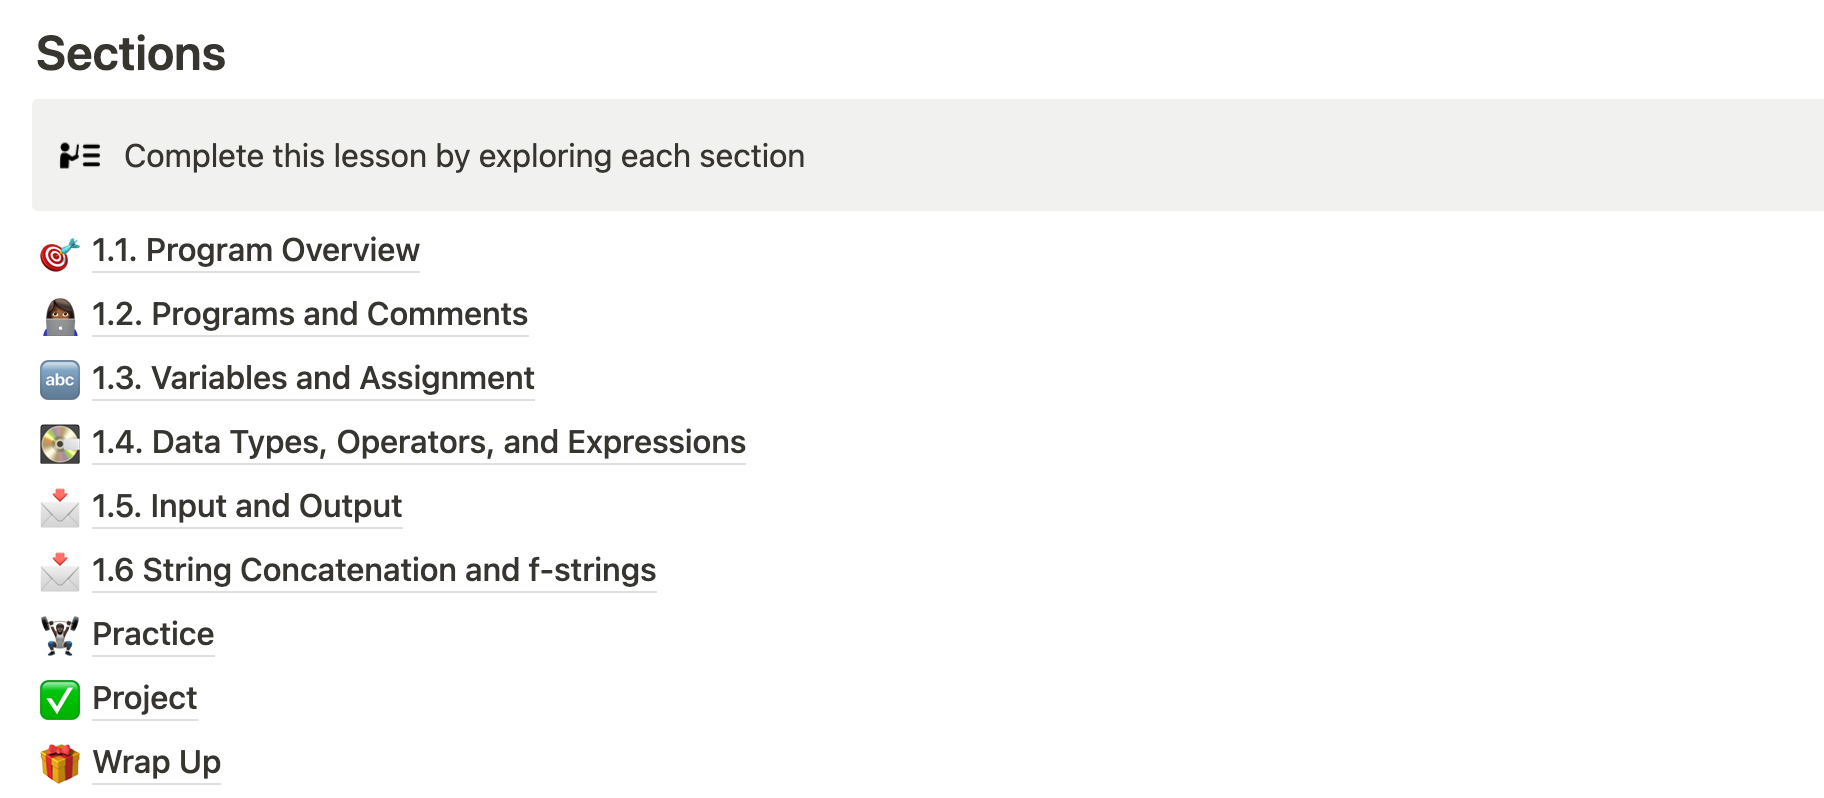 Sections
Complete this lesson by exploring each section
1.1. Program Overview
1.2. Programs and Comments
abc 1.3. Variables and Assignment
1.4. Data Types, Operators, and Expressions
1.5. Input and Output
1.6 String Concatenation and f-strings
Practice
Project
Wrap Up